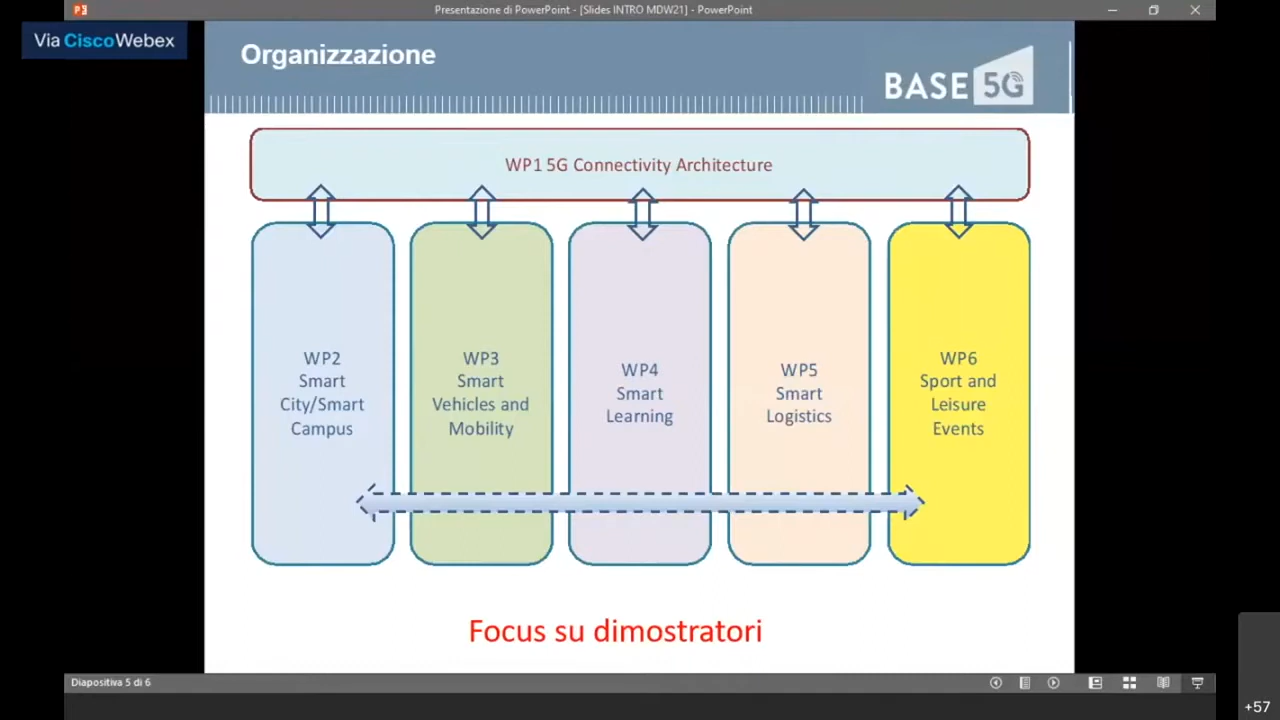 Presentazione di PowerPoint - [Slides INTRO MDW21] - PowerPoint
Via CiscoWebex
Organizzazione
BASE 5G
WP1 5G Connectivity Architecture
WP2
Smart
City/Smart
Campus
WP3
Smart
Vehicles and
Mobility
WP4
Smart
Learning
WP5
Smart
Logistics
WP6
Sport and
Leisure
Events
Focus su dimostratori
Diapositiva 5 di 6
+57